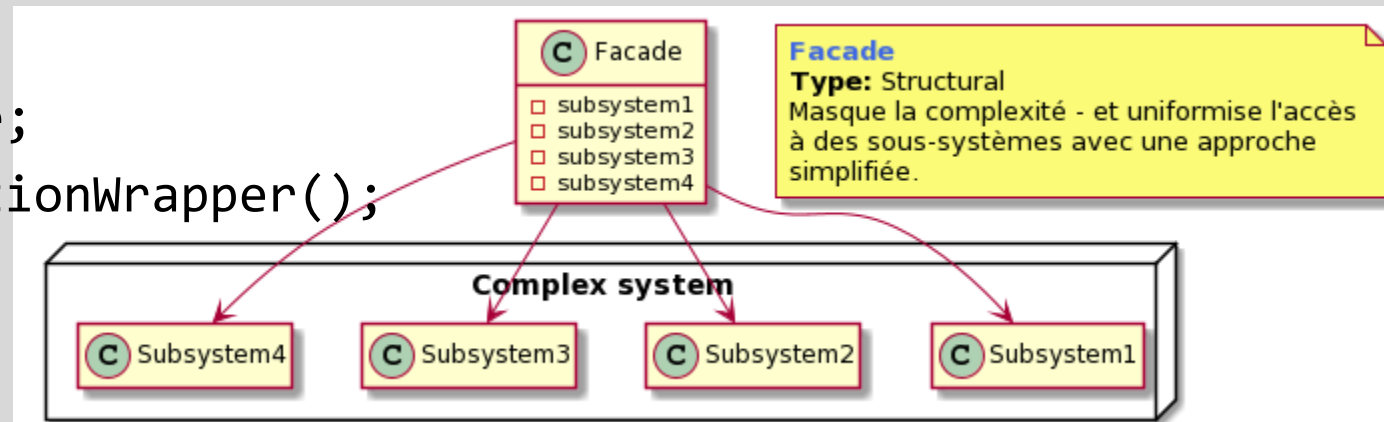 C Facade
subsystem1
subsystem2
subsystem3
subsystem4
Facade
Type: Structural
Masque la complexité - et uniformise l'accès
à des sous-systèmes avec une approche
simplifiée.
;
tionWrapper();
Complex system
C Subsystem4
C Subsystem3
C Subsystem2
C Subsystem1